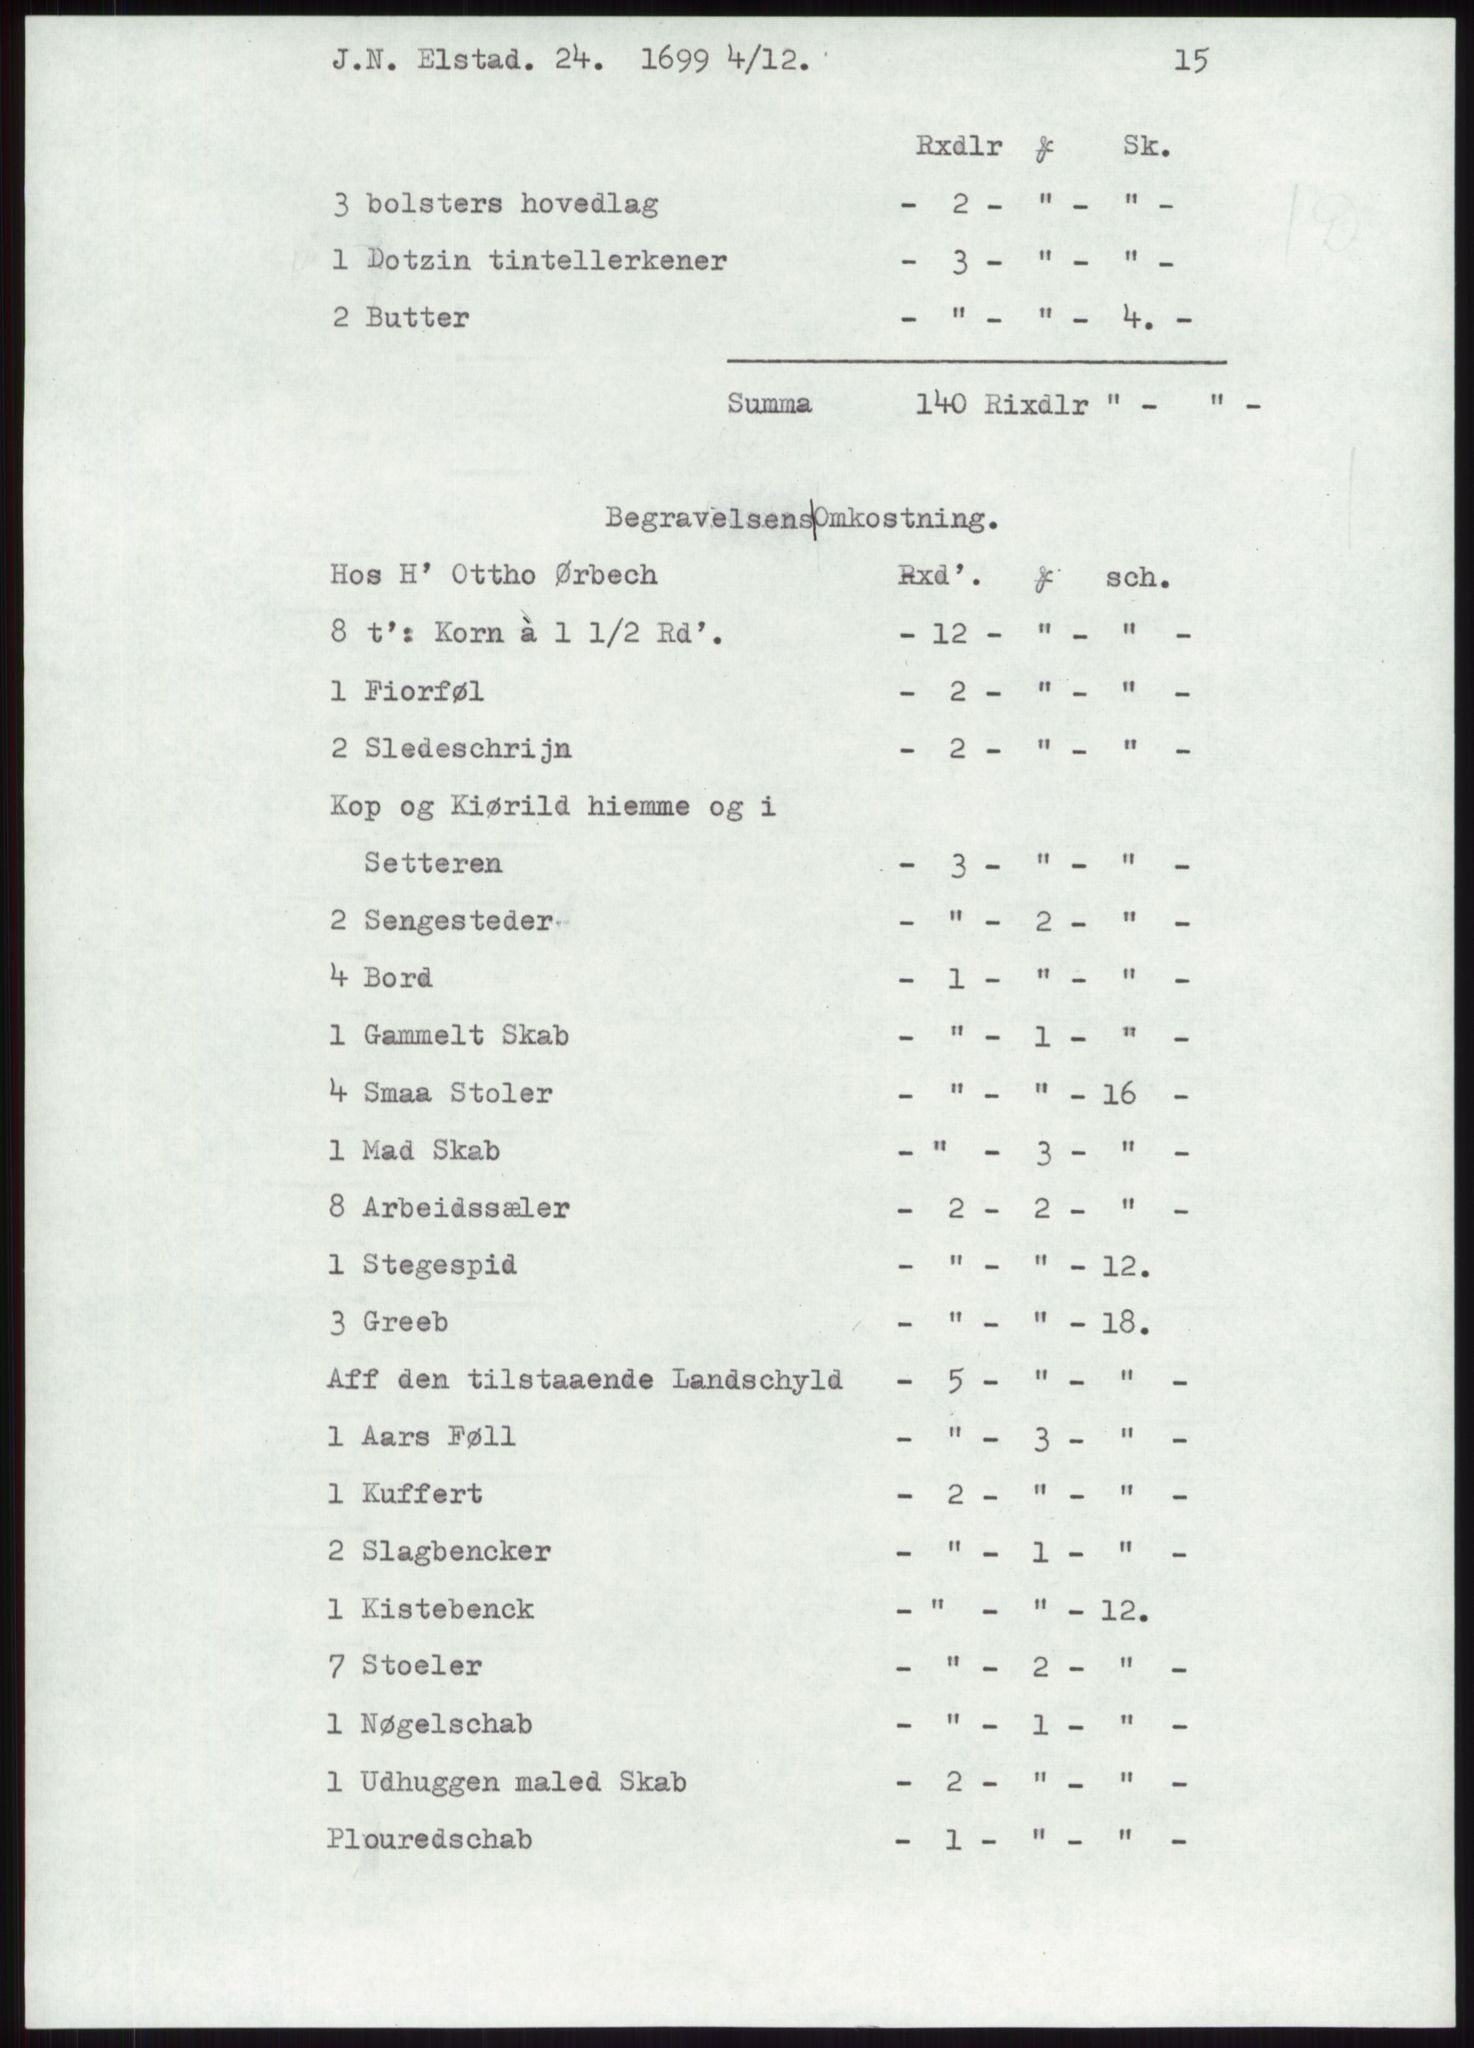 J.N. Elstad. 24. 1699 4/12. 15
Rxdlr Sk.
3 bolsters hovedlag - 2 - " - " -
1 Dotzin tintellerkener - 3 - " - " -
2 Butter - " - " - 4. -
Summa 140 Rixdlr " - " -
Begravelsens|Omkostning.
Hos H' Ottho Ørbech Rxd'. sch.
8 t': Korn à 1 1/2 Rd'. - 12 - " - " -
1 Fiorføl - 2 - " - " -
2 Sledeschrijn - 2 - " - " -
Kop og Kiørild hiemme og i
Setteren - 3 - " - " -
2 Sengesteder - " - 2 - " -
4 Bord - 1 - " - " -
1 Gammelt Skab - " - 1 - " -
4 Smaa Stoler - " - " - 16 -
1 Mad Skab - " - 3 - " -
8 Arbeidssæler - 2 - 2 - " -
1 Stegespid - " - " - 12.
3 Greeb - " - " - 18.
Aff den tilstaaende Landschyld - 5 - " - " -
1 Aars Føll - " - 3 - " -
1 Kuffert - 2 - " - " -
2 Slagbencker - " - 1 - " -
1 Kistebenck - " - " - 12.
7 Stoeler - " - 2 - " -
1 Nøgelschab - " - 1 - " -
1 Udhuggen maled Skab - 2 - " - " -
Plouredschab - 1 - " - " -